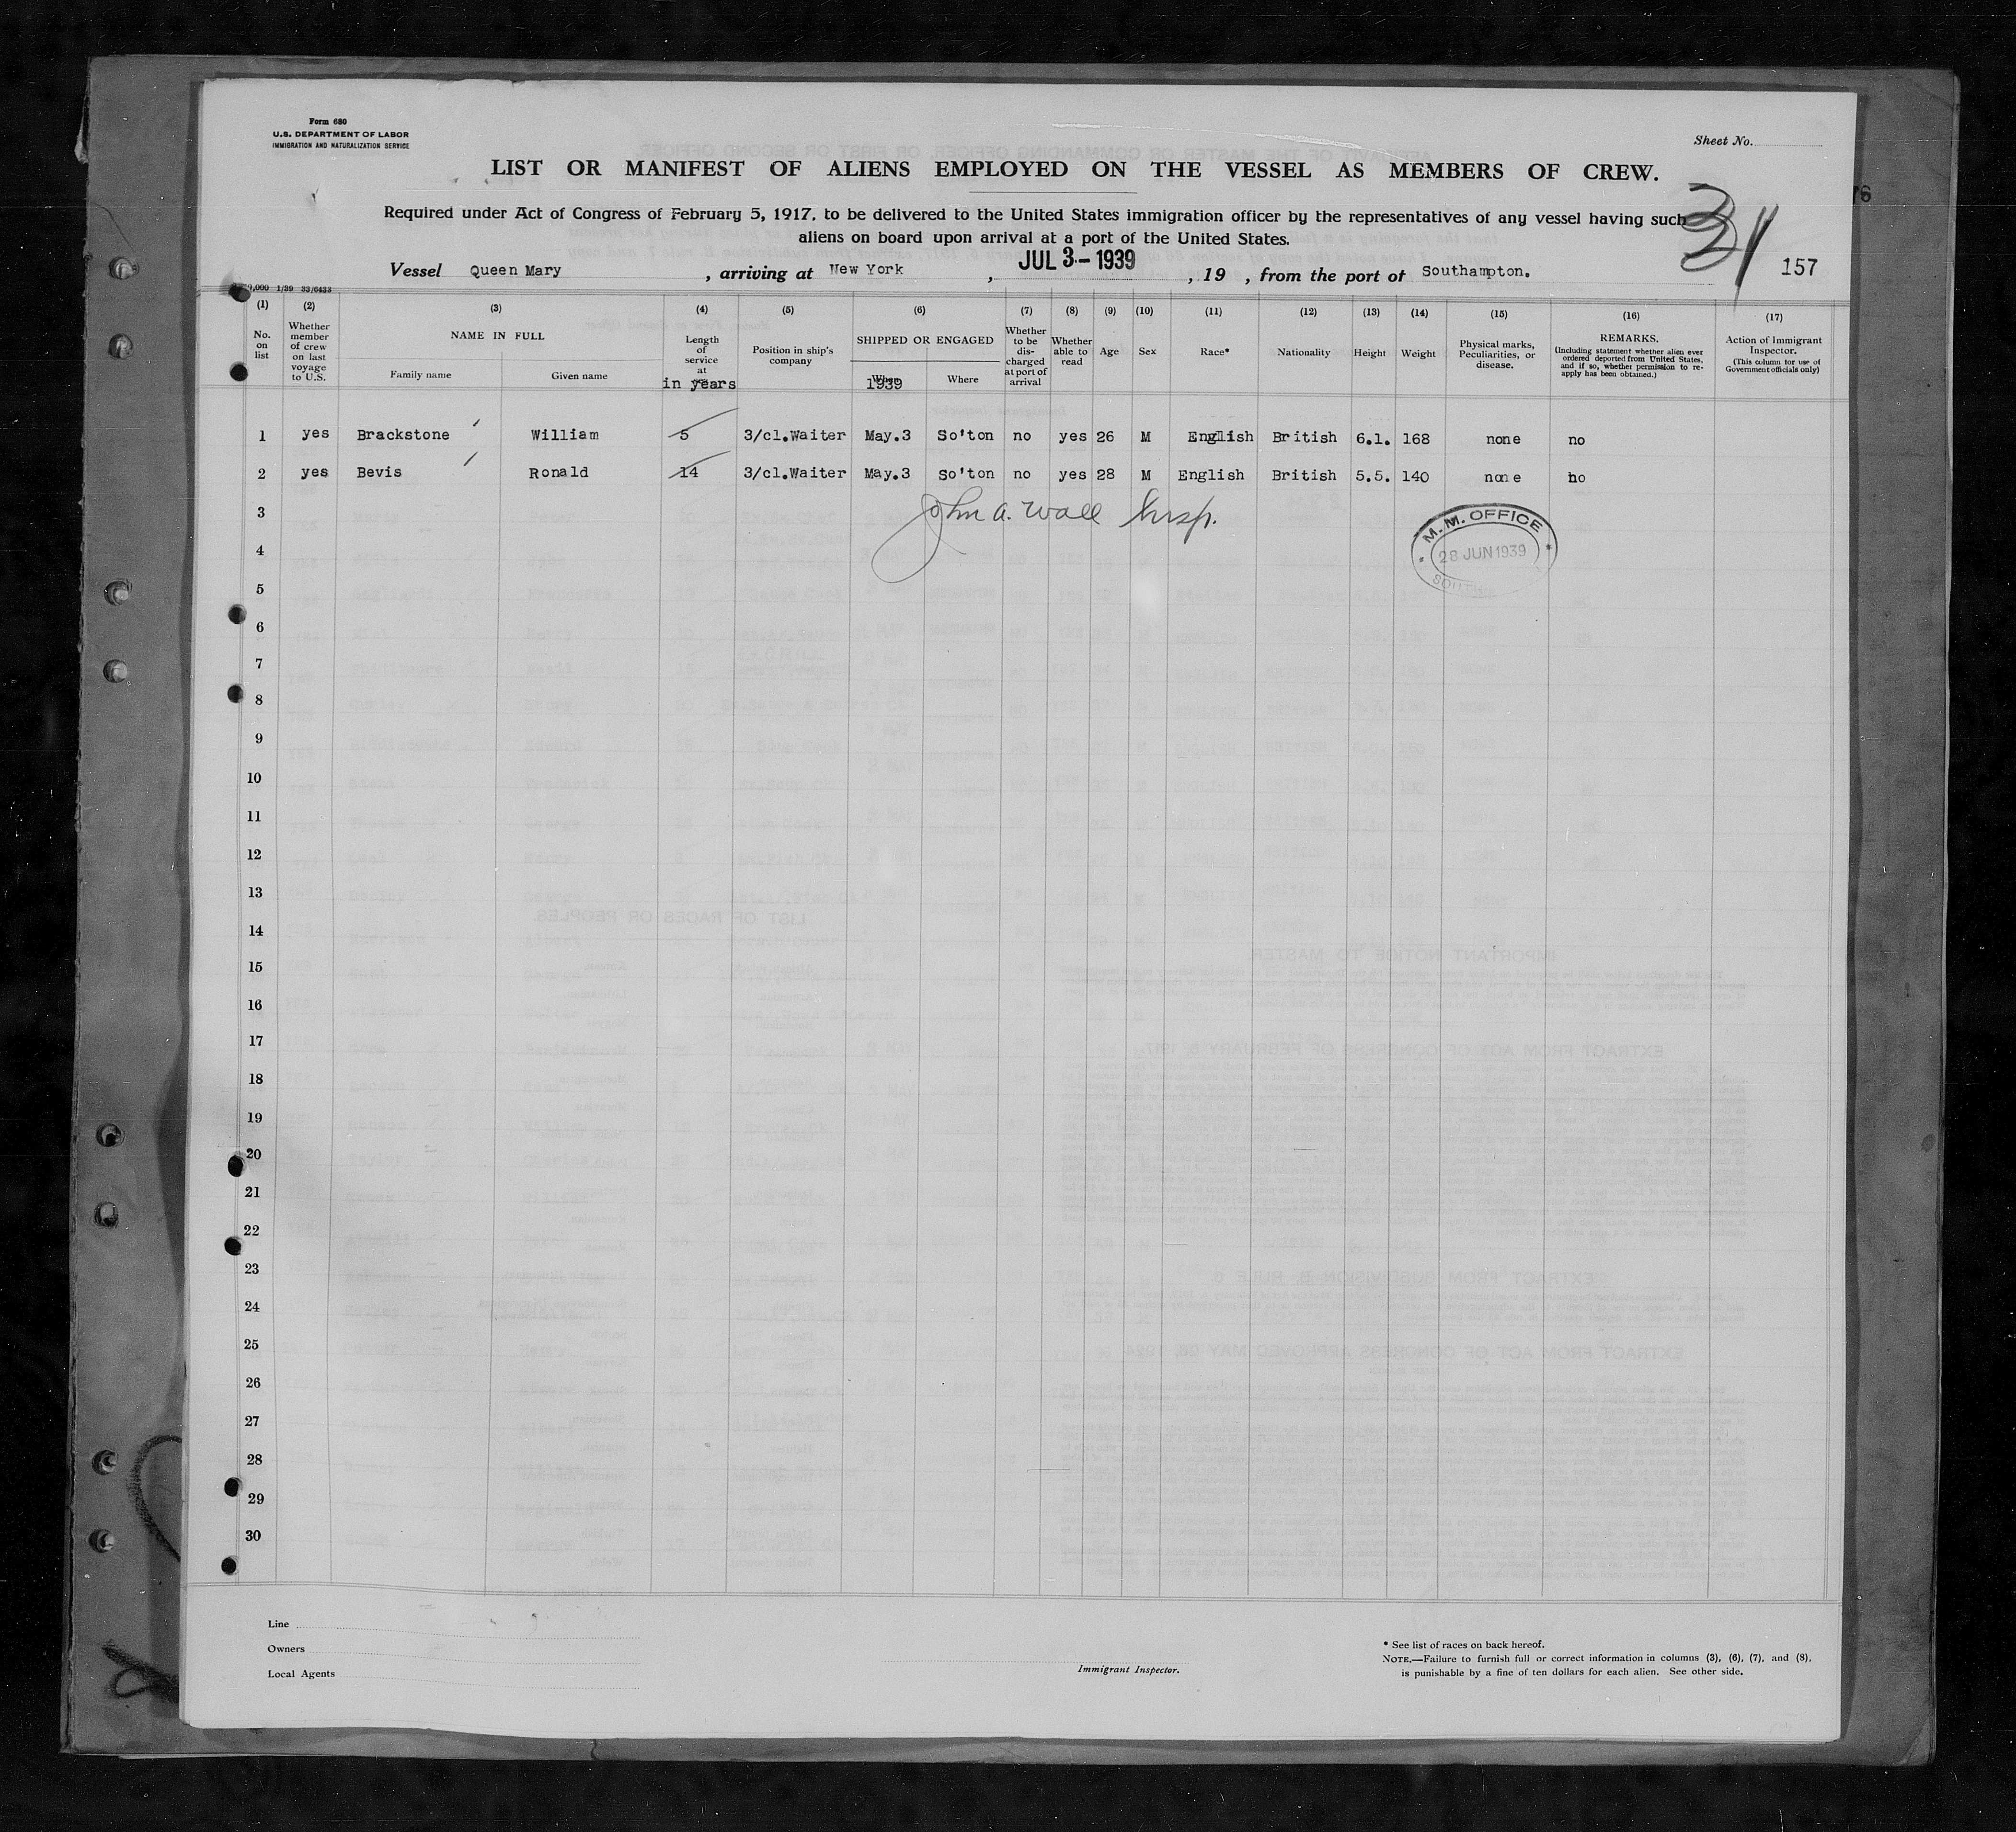 Form 680
U.S. DEPARTMENT OF LABOR
IMMIGRATION AND NATURALIZATION SERVICE
Sheet No.
LIST OR MANIFEST OF ALIENS EMPLOYED ON THE VESSEL AS MEMBERS OF CREW.
Required under Act of Congress of February 5, 1917, to be delivered to the United States immigration officer by the representatives of any vessel having such
aliens on board upon arrival at a port of the United States.
31
Vessel Queen Mary, arriving at New York, JUL 3-1939, 19 , from the port of Southampton.
157
1/39 33/6433
(1) (2) (3) (4) (5) (6) (7) (8) (9) (10) (11) (12) (13) (14) (15) (16) (17)
No. on list
Whether member of crew on last voyage to U.S.
NAME IN FULL
Family name
Given name
Length of service at
in years
Position in ship's company
SHIPPED OR ENGAGED
1939
Where
Whether to be discharged at port of arrival
Whether able to read
Age
Sex
Race*
Nationality
Height
Weight
Physical marks, Peculiarities, or disease.
REMARKS.
(Including statement whether alien ever ordered deported from United States, and if so, whether permission to re-apply has been obtained.)
Action of Immigrant Inspector.
(This column for use of Government officials only)
1 yes Brackstone William 5 3/cl.Waiter May.3 So'ton no yes 26 M English British 6.1. 168 none no
2 yes Bevis Ronald 14 3/cl.Waiter May.3 So'ton no yes 28 M English British 5.5. 140 none no
3
John A. Wall Insp.
M.M. OFFICE
28 JUN 1939
4
5
6
7
8
9
10
11
12
13
14
15
16
17
18
19
20
21
22
23
24
25
26
27
28
29
30
Line
Owners
Local Agents
Immigrant Inspector.
* See list of races on back hereof.
NOTE.—Failure to furnish full or correct information in columns (3), (6), (7), and (8),
is punishable by a fine of ten dollars for each alien. See other side.